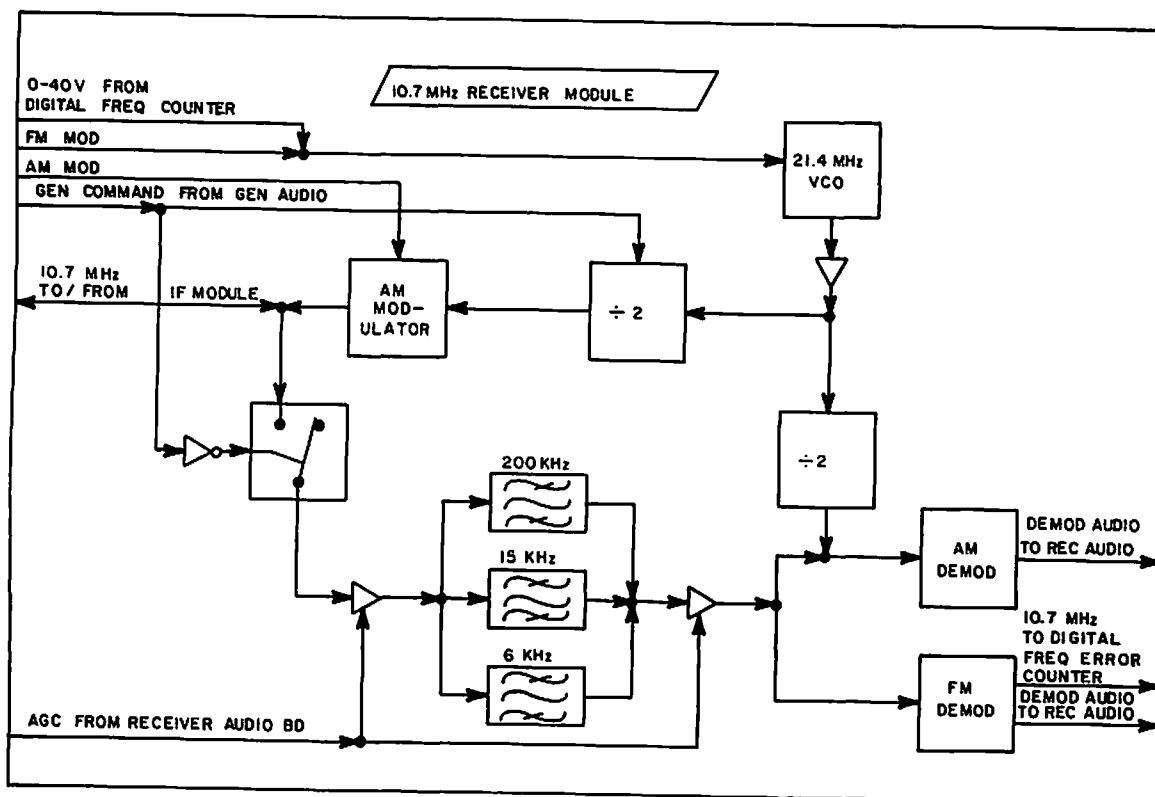 0-40V FROM
DIGITAL FREQ COUNTER
10.7 MHz RECEIVER MODULE
FM MOD
AM MOD
GEN COMMAND FROM GEN AUDIO
21.4 MHz
VCO
10.7 MHz
TO/ FROM IF MODULE
AM
MOD-
ULATOR
÷ 2
÷2
200 KHz
15 KHz
6 KHz
AM
DEMOD
DEMOD AUDIO
TO REC AUDIO
FM
DEMOD
10.7 MHz
TO DIGITAL
FREQ ERROR
COUNTER
DEMOD AUDIO
TO REC AUDIO
AGC FROM RECEIVER AUDIO BD